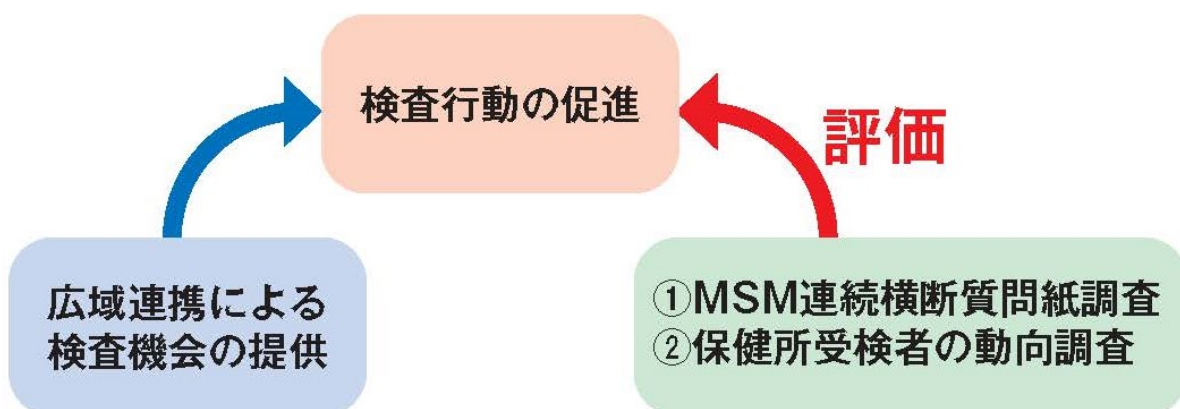 検査行動の促進
評価
広域連携による
検査機会の提供
①MSM連続横断質問紙調査
②保健所受検者の動向調査